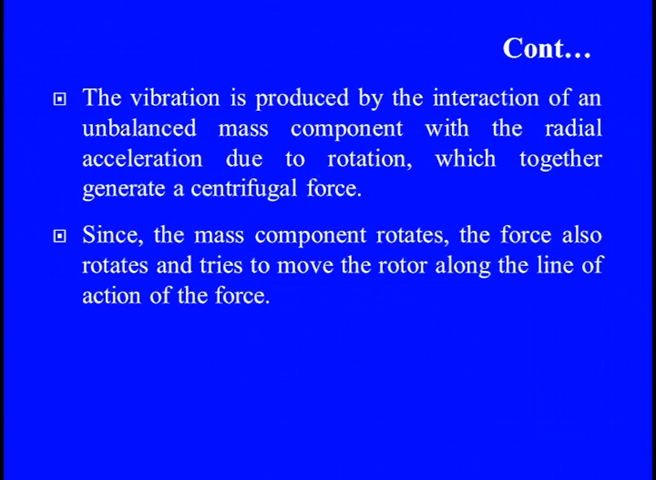 Cont...
The vibration is produced by the interaction of an
unbalanced mass component with the radial
acceleration due to rotation, which together
generate a centrifugal force.
Since, the mass component rotates, the force also
rotates and tries to move the rotor along the line of
action of the force.